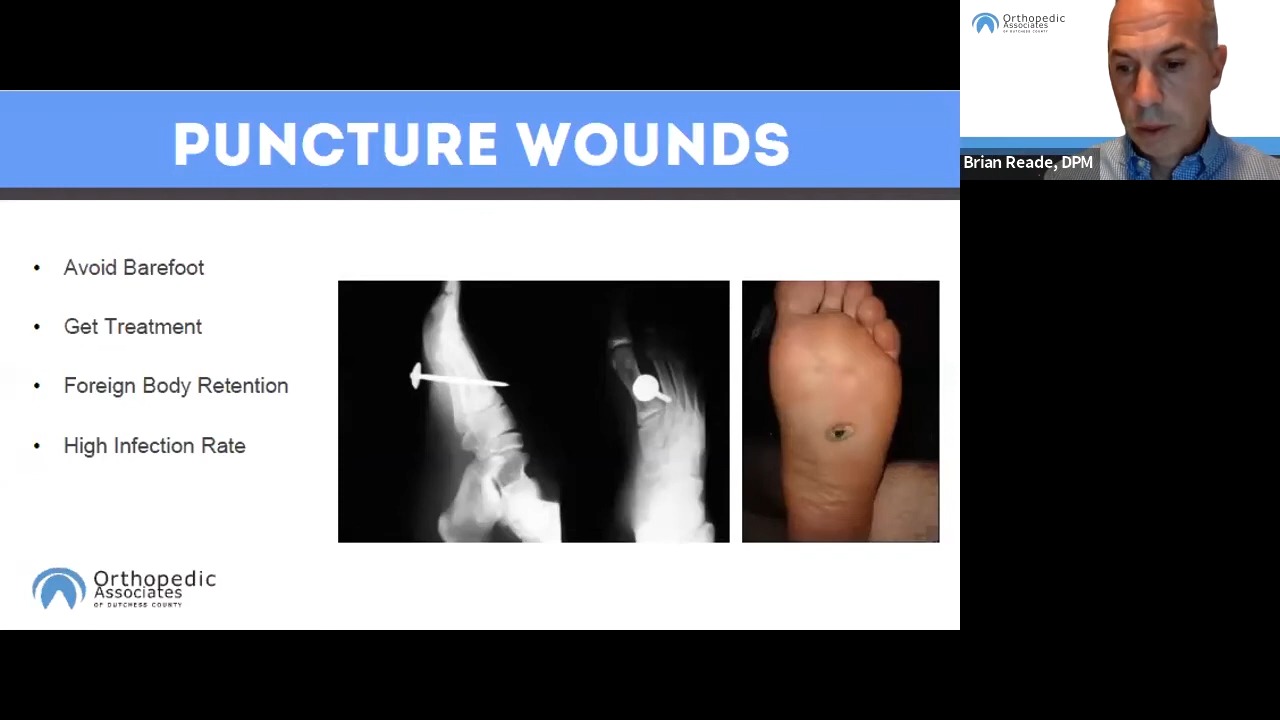 PUNCTURE WOUNDS
• Avoid Barefoot
• Get Treatment
• Foreign Body Retention
• High Infection Rate
Orthopedic
Associates
OF DUTCHESS COUNTY
Orthopedic
Associates
OF DUTCHESS COUNTY
Brian Reade, DPM